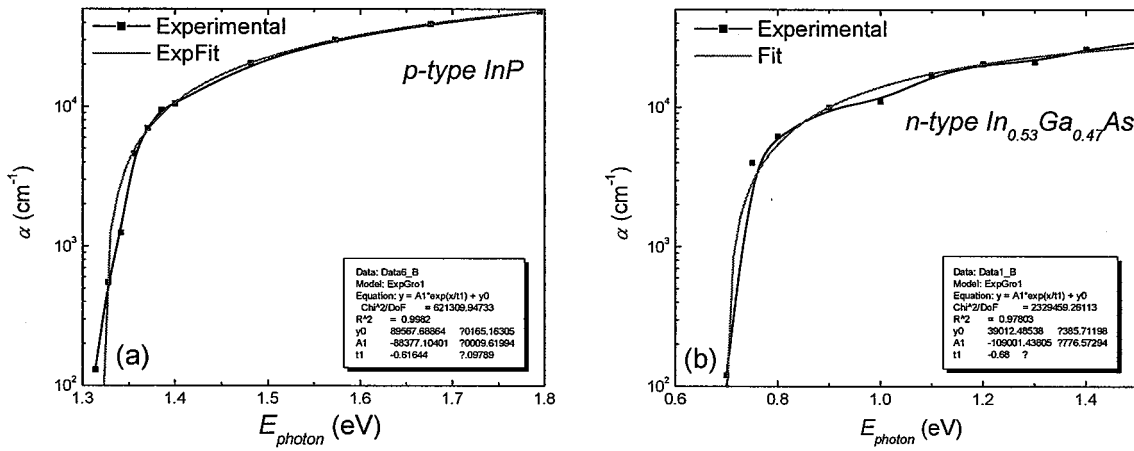 Experimental
ExpFit
p-type InP
α (cm-1)
10^4
10^3
10^2
Data: Data6_B
Model: ExpGro1
Equation: y = A1*exp(x/t1) + y0
Chi^2/DoF = 621309.94733
R^2 = 0.9982
y0 89567.68864 ?0165.16305
A1 -88377.10401 ?0009.61994
t1 -0.61644 ?.09789
(a)
1.3 1.4 1.5 1.6 1.7 1.8
Ephoton (eV)
Experimental
Fit
n-type In0.53Ga0.47As
α (cm-1)
10^4
10^3
10^2
Data: Data1_B
Model: ExpGro1
Equation: y = A1*exp(x/t1) + y0
Chi^2/DoF = 2329459.26113
R^2 = 0.97803
y0 39012.48538 ?385.71198
A1 -109001.43805 ?776.57294
t1 -0.68 ?
(b)
0.6 0.8 1.0 1.2 1.4
Ephoton (eV)